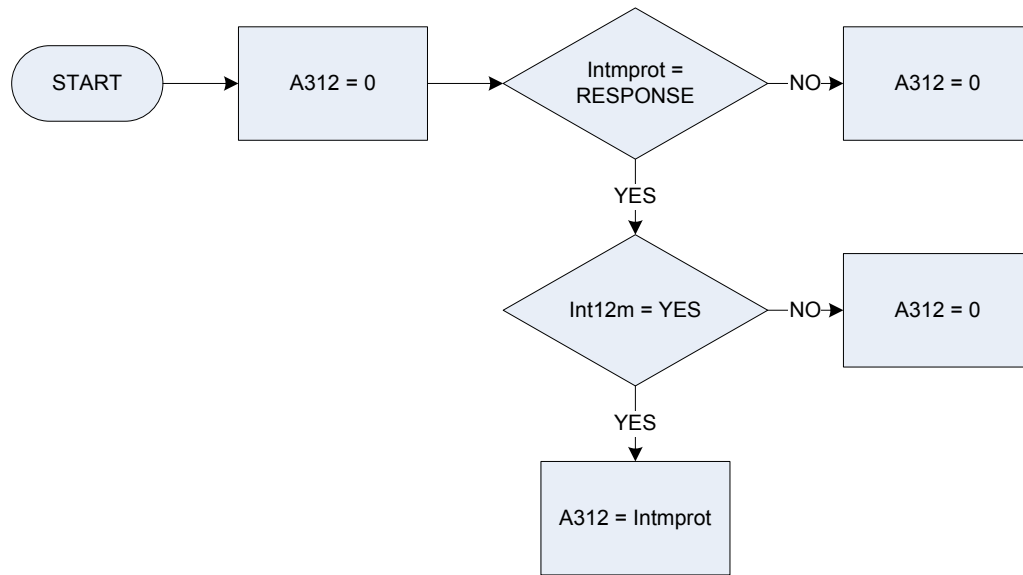 START
A312 = 0
Intmprot =
RESPONSE
NO
A312 = 0
YES
Int12m = YES
NO
A312 = 0
YES
A312 = Intmprot